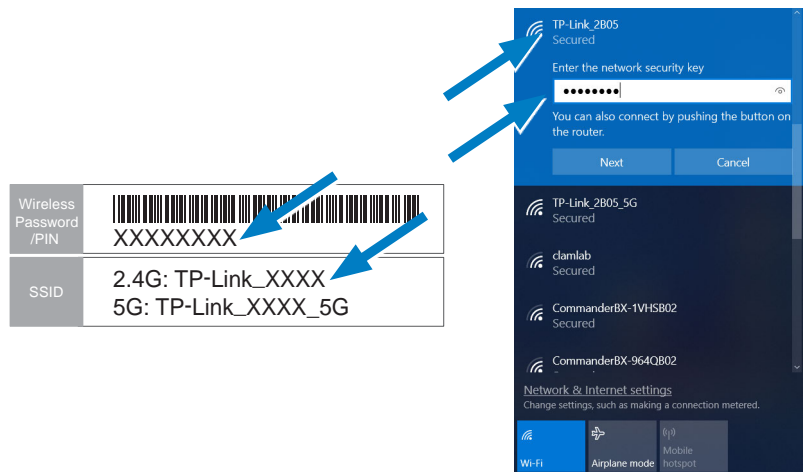 Wireless
Password
/PIN
XXXXXXXX
SSID
2.4G: TP-Link_XXXX
5G: TP-Link_XXXX_5G
TP-Link_2B05
Secured
Enter the network security key
••••••••
You can also connect by pushing the button on
the router.
Next
Cancel
TP-Link_2B05_5G
Secured
clamlab
Secured
CommanderBX-1VHSB02
Secured
CommanderBX-964QB02
Network & Internet settings
Change settings, such as making a connection metered.
Wi-Fi
Airplane mode
Mobile
hotspot